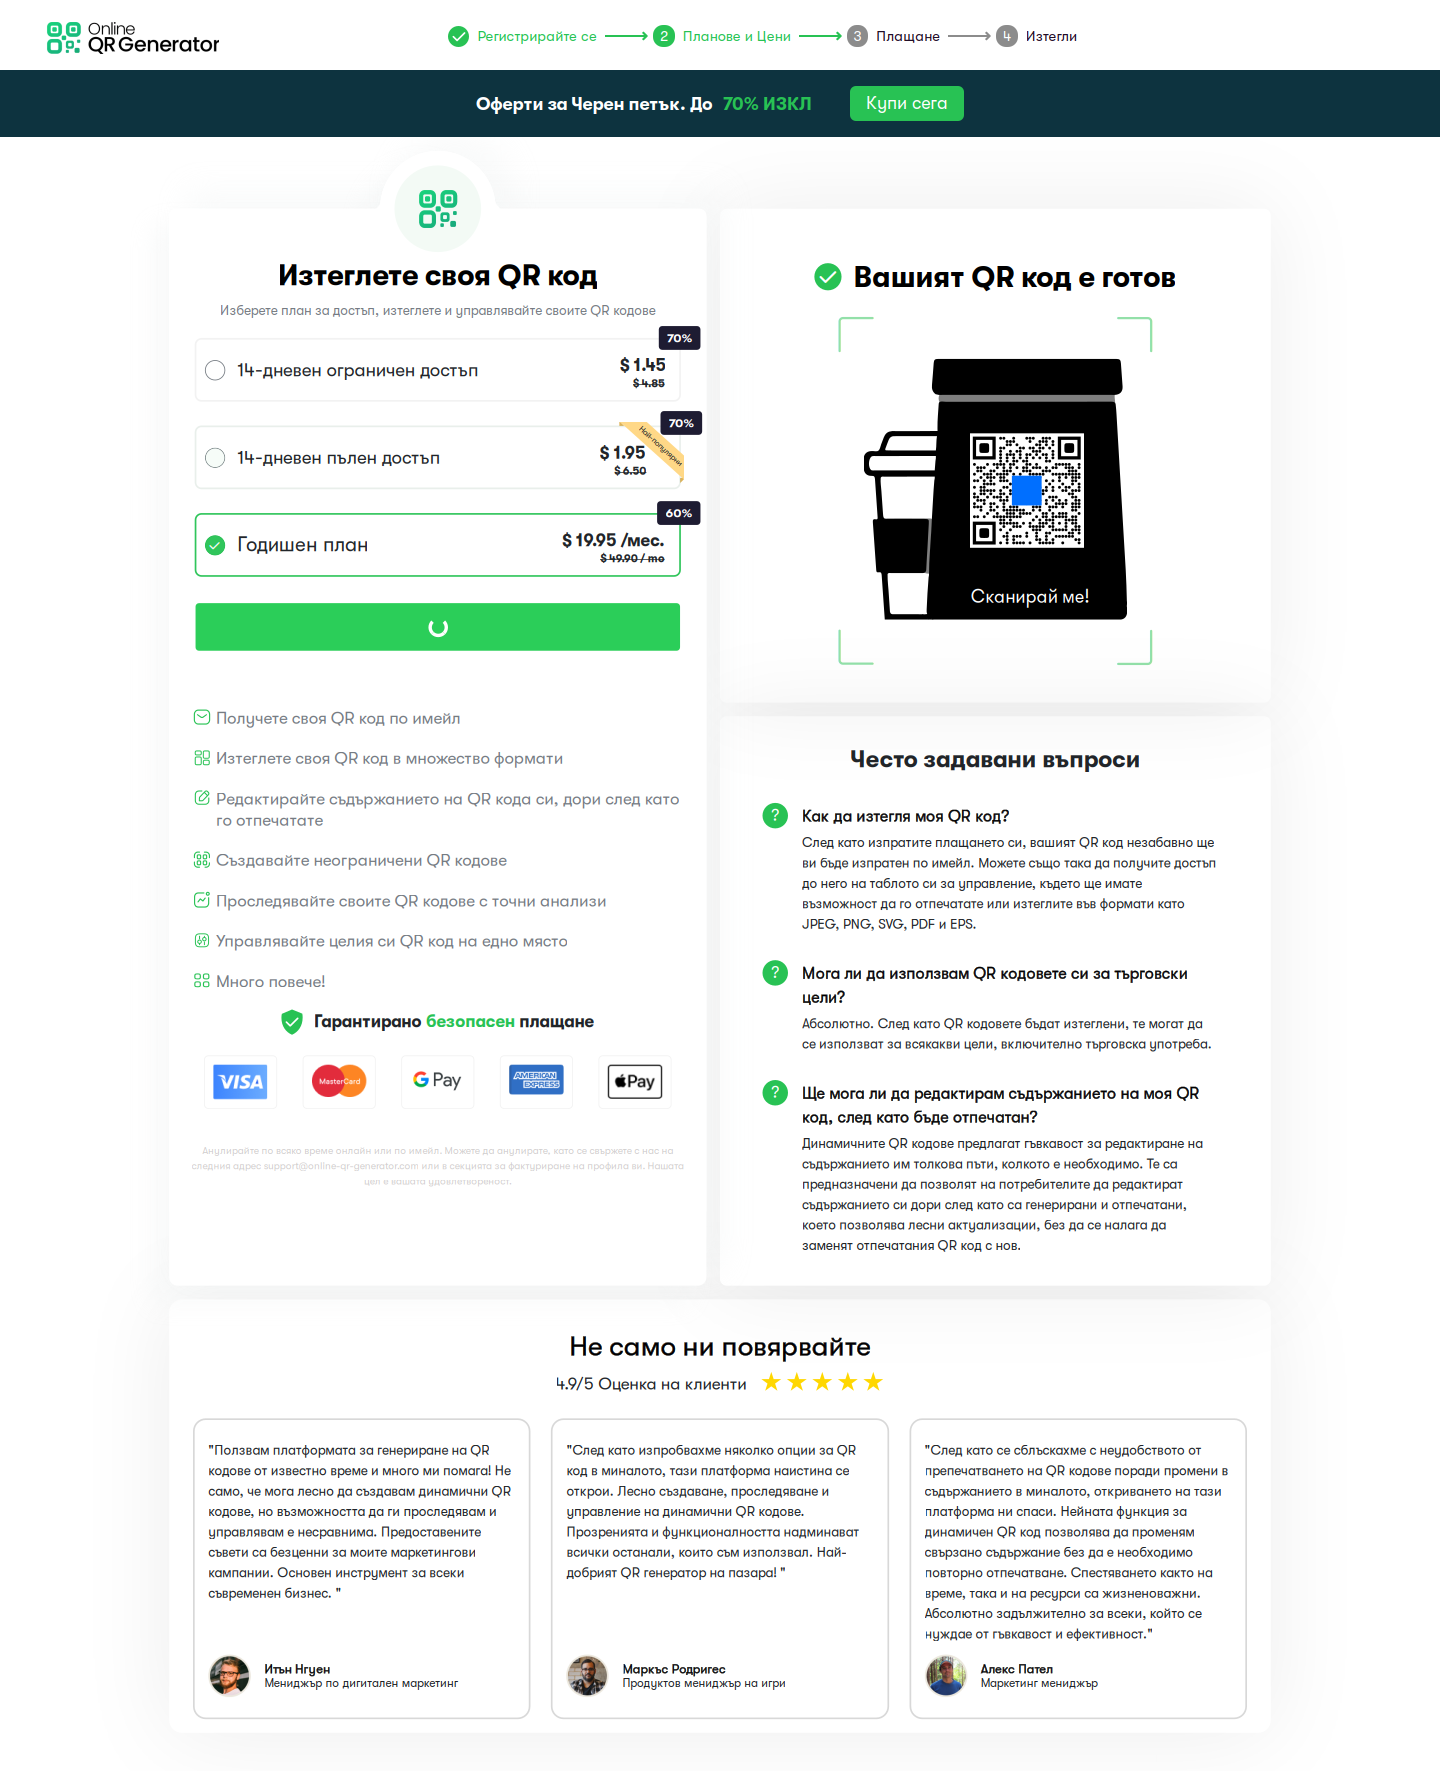 Online
QR Generator
Регистрирайте се
2 Планове и Цени
3 Плащане
4 Изтегли
Оферти за Черен петък. До 70% ИЗКЛ
Купи сега
Изтеглете своя QR код
Изберете план за достъп, изтеглете и управлявайте своите QR кодове
70%
14-дневен ограничен достъп
$ 1.45
$ 4.85
70%
Най-популярни
14-дневен пълен достъп
$ 1.95
$ 6.50
60%
Годишен план
$ 19.95 /мес.
$ 49.90 / mo
Получете своя QR код по имейл
Изтеглете своя QR код в множество формати
Редактирайте съдържанието на QR кода си, дори след като
го отпечатате
Създавайте неограничени QR кодове
Проследявайте своите QR кодове с точни анализи
Управлявайте целия си QR код на едно място
Много повече!
Гарантирано безопасен плащане
VISA
MasterCard
G Pay
AMERICAN
EXPRESS
Pay
Анулирайте по всяко време онлайн или по имейл. Можете да анулирате, като се свържете с нас на
следния адрес support@online-qr-generator.com или в секцията за фактуриране на профила ви. Нашата
цел е вашата удовлетвореност.
Вашият QR код е готов
Сканирай ме!
Често задавани въпроси
? Как да изтегля моя QR код?
След като изпратите плащането си, вашият QR код незабавно ще
ви бъде изпратен по имейл. Можете също така да получите достъп
до него на таблото си за управление, където ще имате
възможност да го отпечатате или изтеглите във формати като
JPEG, PNG, SVG, PDF и EPS.
? Мога ли да използвам QR кодовете си за търговски
цели?
Абсолютно. След като QR кодовете бъдат изтеглени, те могат да
се използват за всякакви цели, включително търговска употреба.
? Ще мога ли да редактирам съдържанието на моя QR
код, след като бъде отпечатан?
Динамичните QR кодове предлагат гъвкавост за редактиране на
съдържанието им толкова пъти, колкото е необходимо. Те са
предназначени да позволят на потребителите да редактират
съдържанието си дори след като са генерирани и отпечатани,
което позволява лесни актуализации, без да се налага да
заменят отпечатания QR код с нов.
Не само ни повярвайте
4.9/5 Оценка на клиенти
"Ползвам платформата за генериране на QR
кодове от известно време и много ми помага! Не
само, че мога лесно да създавам динамични QR
кодове, но възможността да ги проследявам и
управлявам е несравнима. Предоставените
съвети са безценни за моите маркетингови
кампании. Основен инструмент за всеки
съвременен бизнес. "
Итън Нгуен
Мениджър по дигитален маркетинг
"След като изпробвахме няколко опции за QR
код в миналото, тази платформа наистина се
открои. Лесно създаване, проследяване и
управление на динамични QR кодове.
Прозренията и функционалността надминават
всички останали, които съм използвал. Най-
добрият QR генератор на пазара! "
Маркъс Родригес
Продуктов мениджър на игри
"След като се сблъскахме с неудобството от
препечатването на QR кодове поради промени в
съдържанието в миналото, откриването на тази
платформа ни спаси. Нейната функция за
динамичен QR код позволява да променям
свързано съдържание без да е необходимо
повторно отпечатване. Спестяването както на
време, така и на ресурси са жизненоважни.
Абсолютно задължително за всеки, който се
нуждае от гъвкавост и ефективност."
Алекс Пател
Маркетинг мениджър